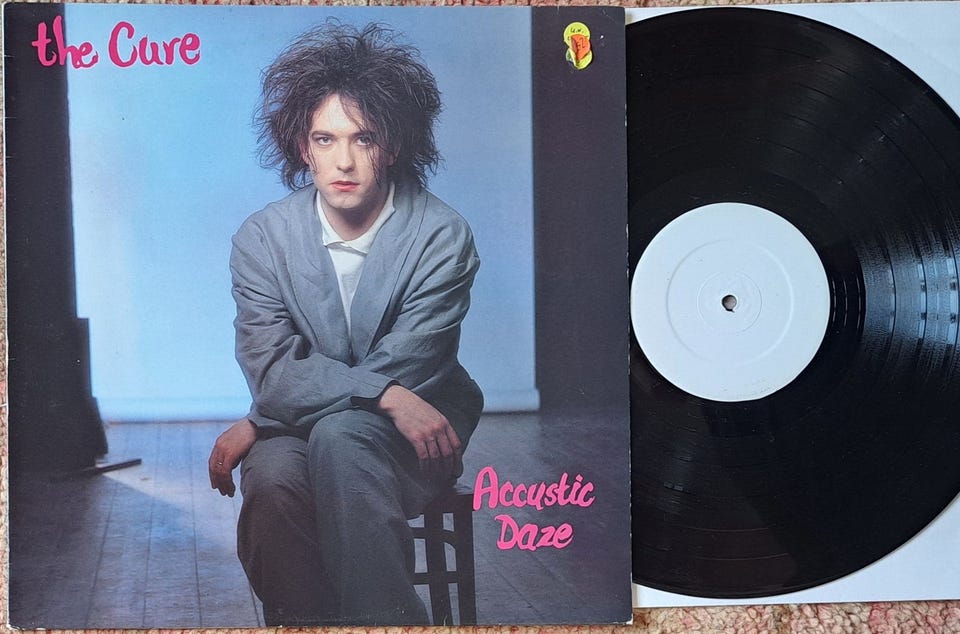 the Cure
Accustic
Daze